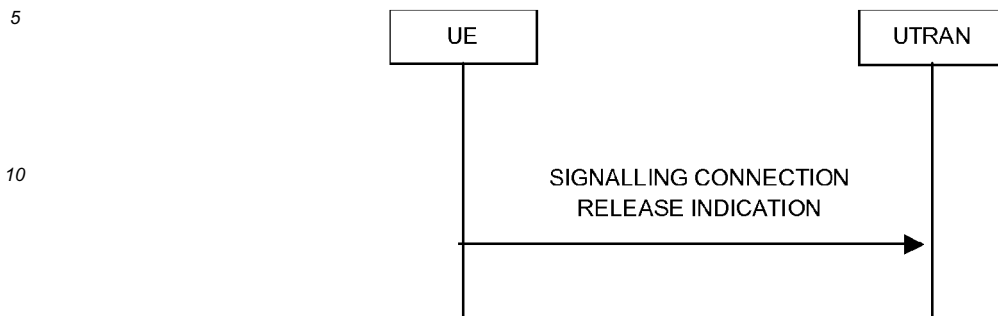 5
UE
UTRAN
10
SIGNALLING CONNECTION
RELEASE INDICATION